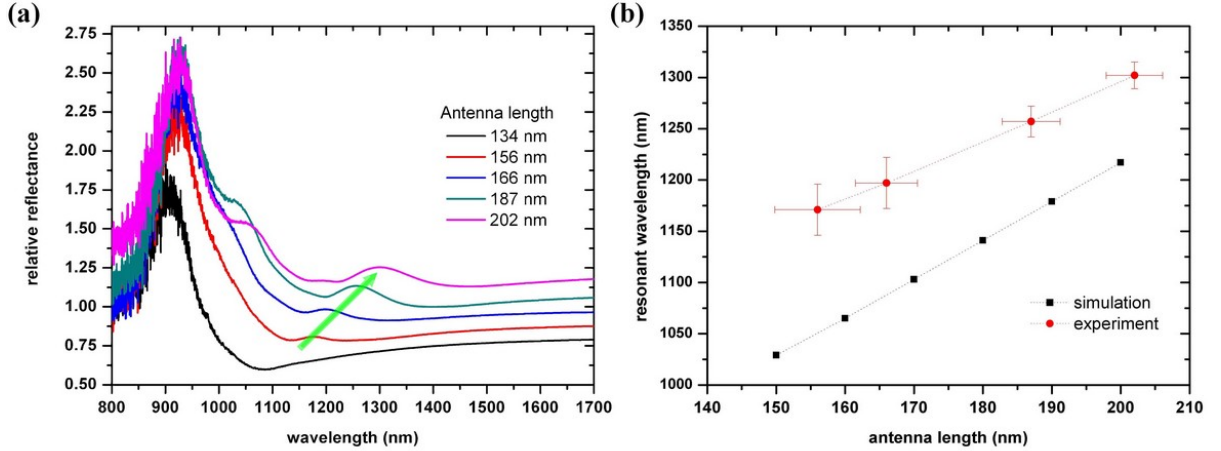 (a)
2.75
2.50
2.25
2.00
1.75
1.50
1.25
1.00
0.75
0.50
relative reflectance
800 900 1000 1100 1200 1300 1400 1500 1600 1700
wavelength (nm)
Antenna length
134 nm
156 nm
166 nm
187 nm
202 nm
(b)
1350
1300
1250
1200
1150
1100
1050
1000
resonant wavelength (nm)
simulation
experiment
140 150 160 170 180 190 200 210
antenna length (nm)